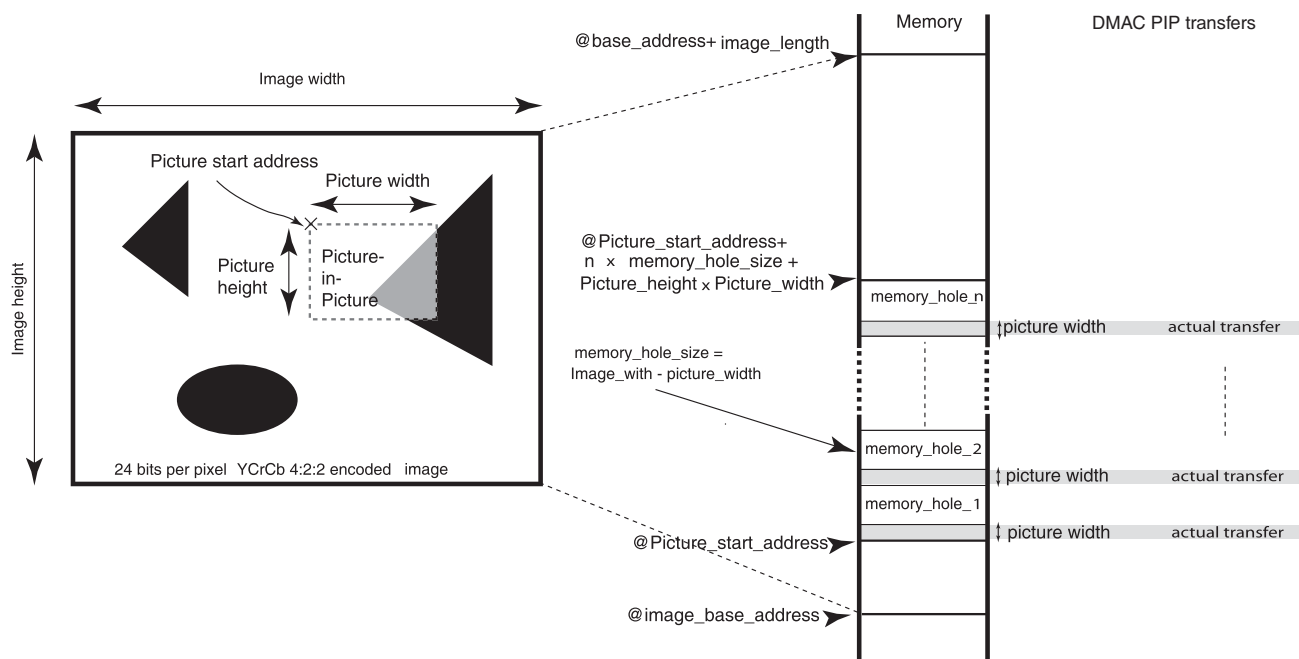 Memory
DMAC PIP transfers
@base_address+ image_length
Image width
Picture start address
Picture width
Image height
Picture
height
Picture-
in-
Picture
@Picture_start_address+
n x memory_hole_size +
Picture_height x Picture_width
memory_hole_n
picture width
actual transfer
memory_hole_size =
Image_with - picture_width
memory_hole_2
picture width
actual transfer
24 bits per pixel YCrCb 4:2:2 encoded image
memory_hole_1
picture width
actual transfer
@Picture_start_address
@image_base_address